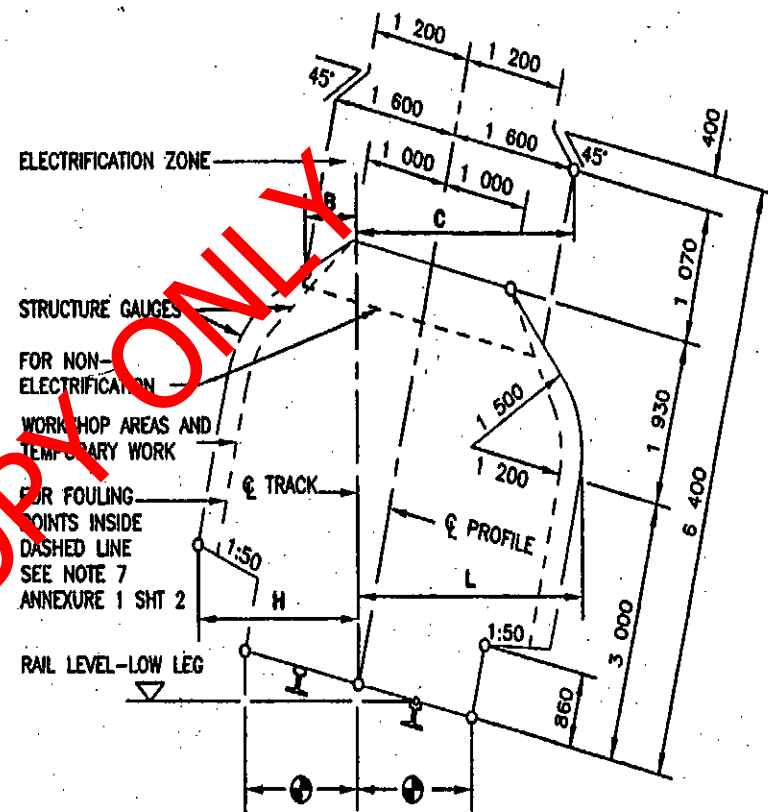 1 200
1 200
45°
1 600
1 600
400
45°
ELECTRIFICATION ZONE
1 000
1 000
B
C
1 070
STRUCTURE GAUGES
FOR NON-
ELECTRIFICATION
1 500
1 930
WORKSHOP AREAS AND
TEMPORARY WORK
1 200
6 400
℄ TRACK
FOR FOULING
POINTS INSIDE
DASHED LINE
SEE NOTE 7
ANNEXURE 1 SHT 2
℄ PROFILE
1:50
H
L
1:50
3 000
RAIL LEVEL-LOW LEG
860
COPY ONLY